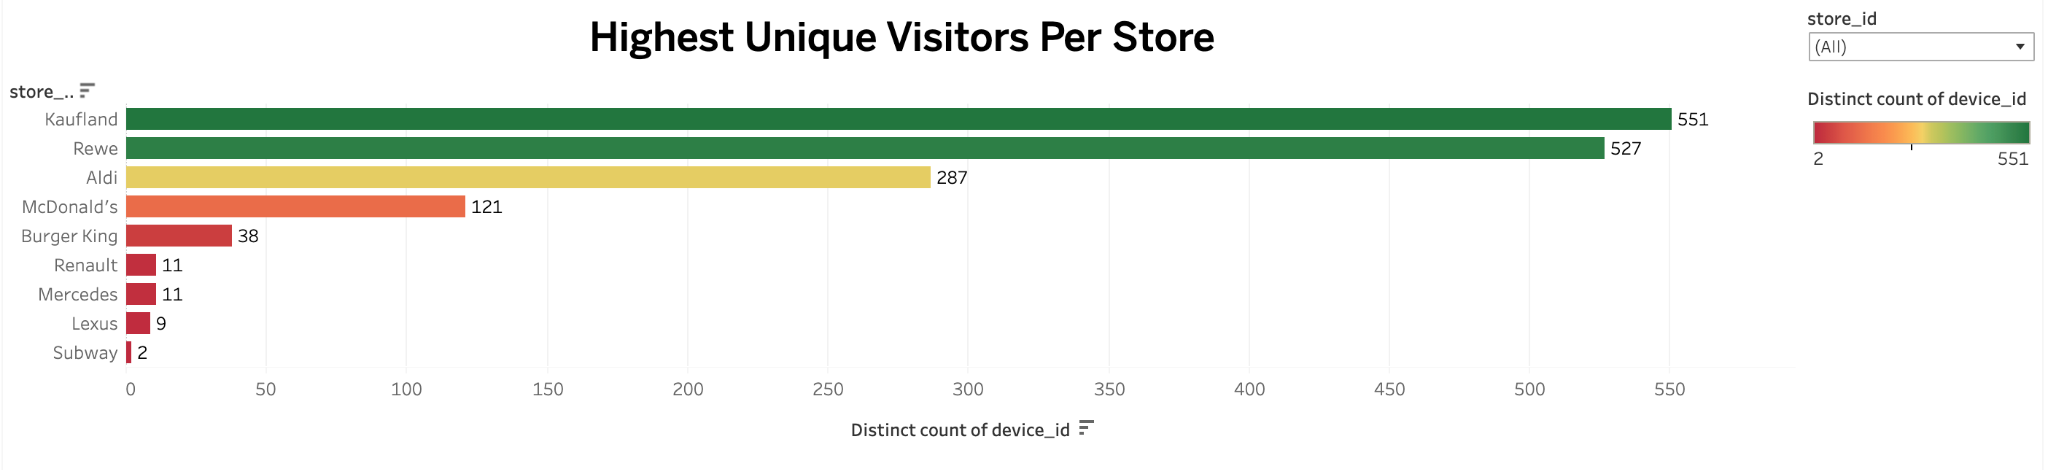 Highest Unique Visitors Per Store
store_id
(All)
Distinct count of device_id
2 551
store_..
Kaufland 551
Rewe 527
Aldi 287
McDonald's 121
Burger King 38
Renault 11
Mercedes 11
Lexus 9
Subway 2
0 50 100 150 200 250 300 350 400 450 500 550
Distinct count of device_id